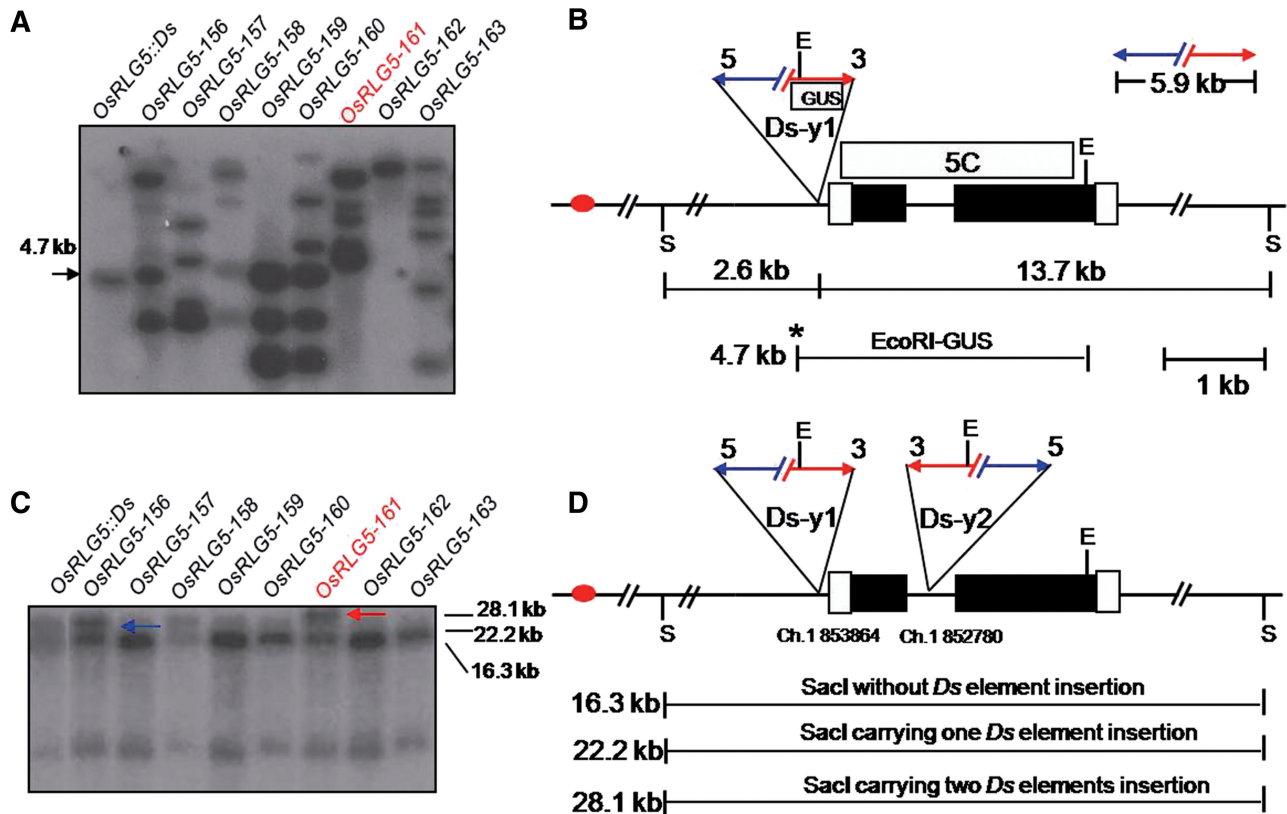 A
OsRLG5::Ds
OsRLG5-156
OsRLG5-157
OsRLG5-158
OsRLG5-159
OsRLG5-160
OsRLG5-161
OsRLG5-162
OsRLG5-163
4.7 kb
B
5
E
3
GUS
Ds-y1
5.9 kb
5C
E
S
S
2.6 kb
13.7 kb
*
4.7 kb
EcoRI-GUS
1 kb
C
OsRLG5::Ds
OsRLG5-156
OsRLG5-157
OsRLG5-158
OsRLG5-159
OsRLG5-160
OsRLG5-161
OsRLG5-162
OsRLG5-163
28.1 kb
22.2 kb
16.3 kb
D
5
E
3
3
E
5
Ds-y1
Ds-y2
E
S
Ch.1 853864
Ch.1 852780
S
16.3 kb
SacI without Ds element insertion
22.2 kb
SacI carrying one Ds element insertion
28.1 kb
SacI carrying two Ds elements insertion